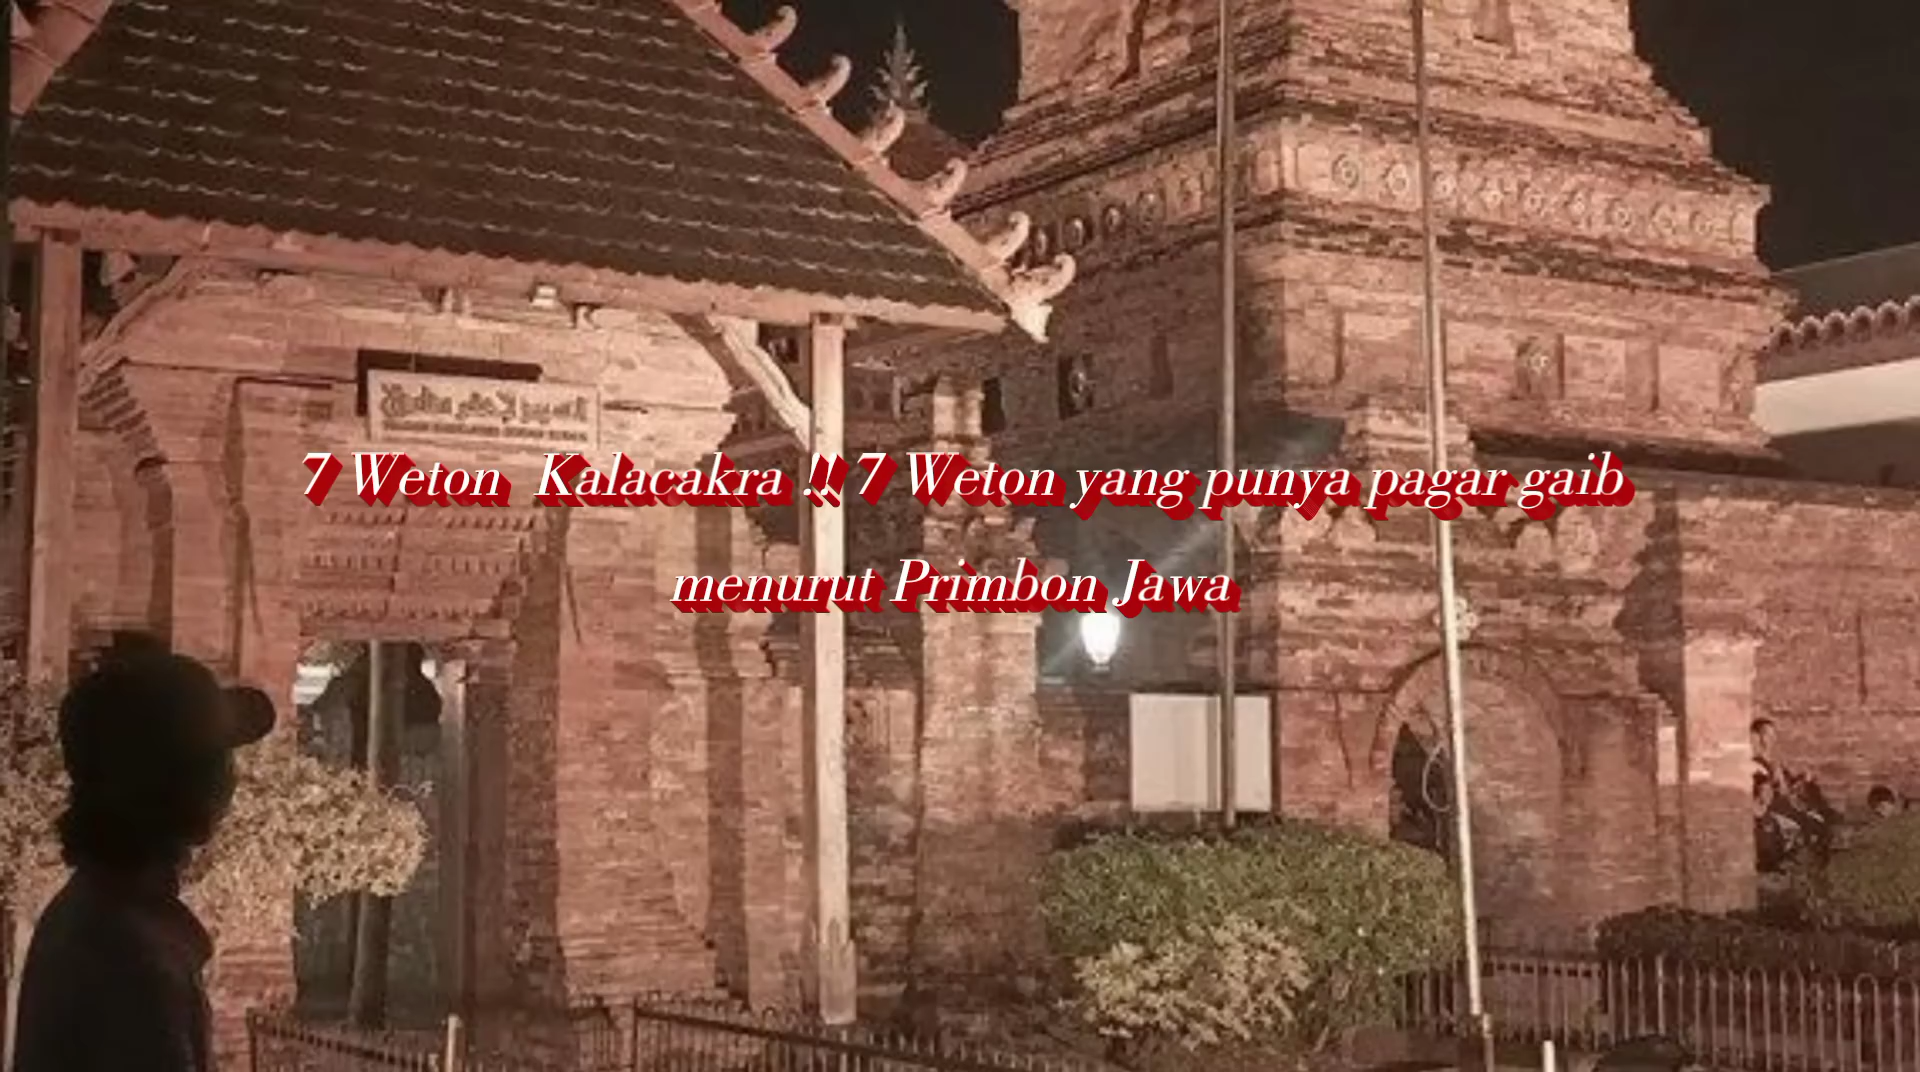 7 Weton  Kalacakra !! 7 Weton yang punya pagar gaib
menurut Primbon Jawa